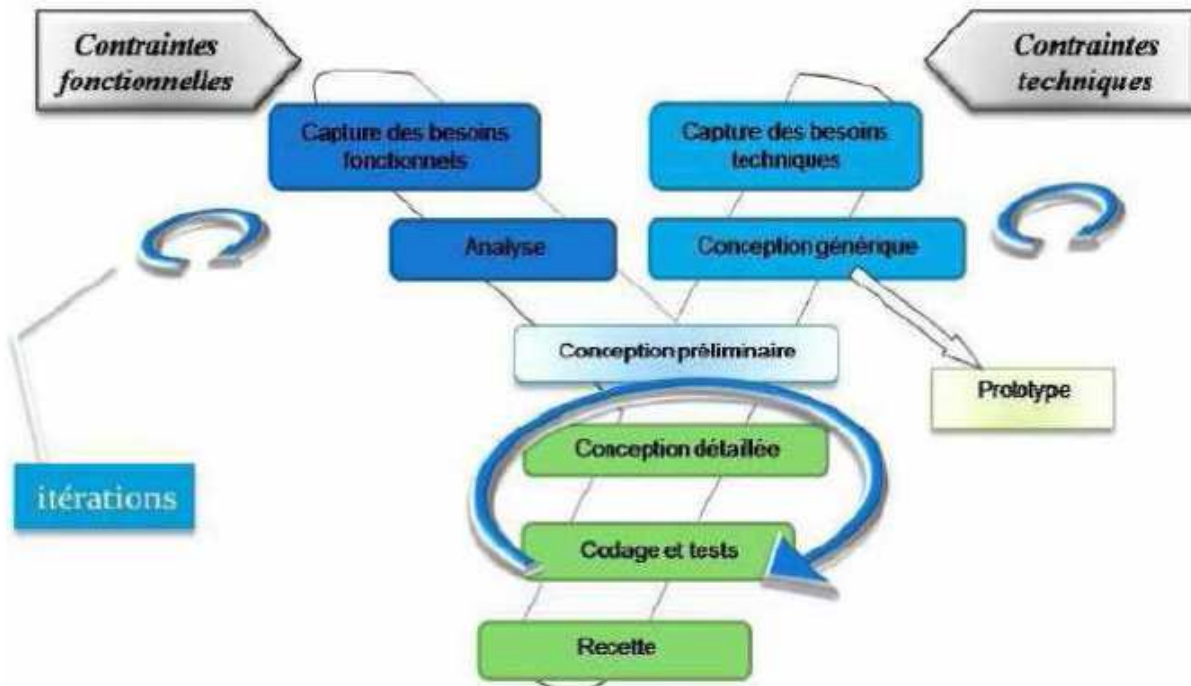 Contraintes
fonctionnelles
Contraintes
techniques
Capture des besoins
fonctionnels
Capture des besoins
techniques
Analyse
Conception générique
Conception préliminaire
Prototype
Conception détaillée
itérations
Codage et tests
Recette